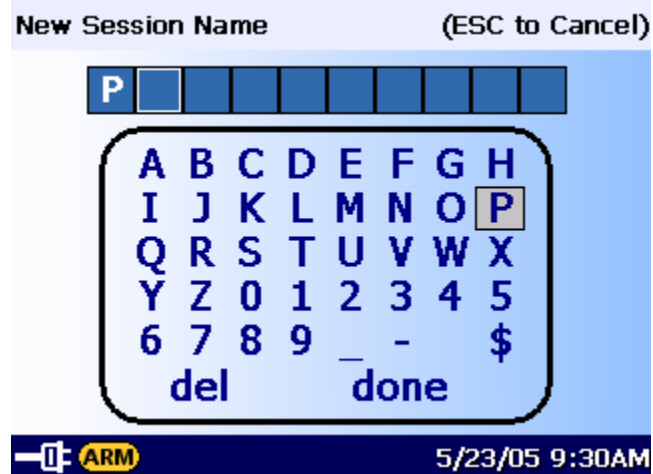 New Session Name (ESC to Cancel)
P
A B C D E F G H
I J K L M N O P
Q R S T U V W X
Y Z 0 1 2 3 4 5
6 7 8 9 _ - $
del done
ARM 5/23/05 9:30AM